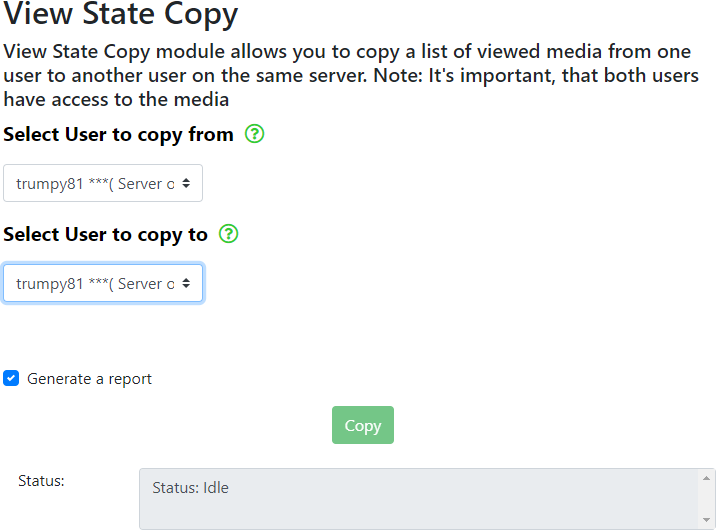 View State Copy
View State Copy module allows you to copy a list of viewed media from one
user to another user on the same server. Note: It's important, that both users
have access to the media
Select User to copy from ?
trumpy81 ***( Server o
Select User to copy to ?
trumpy81 ***( Server o
Generate a report
Copy
Status:
Status: Idle